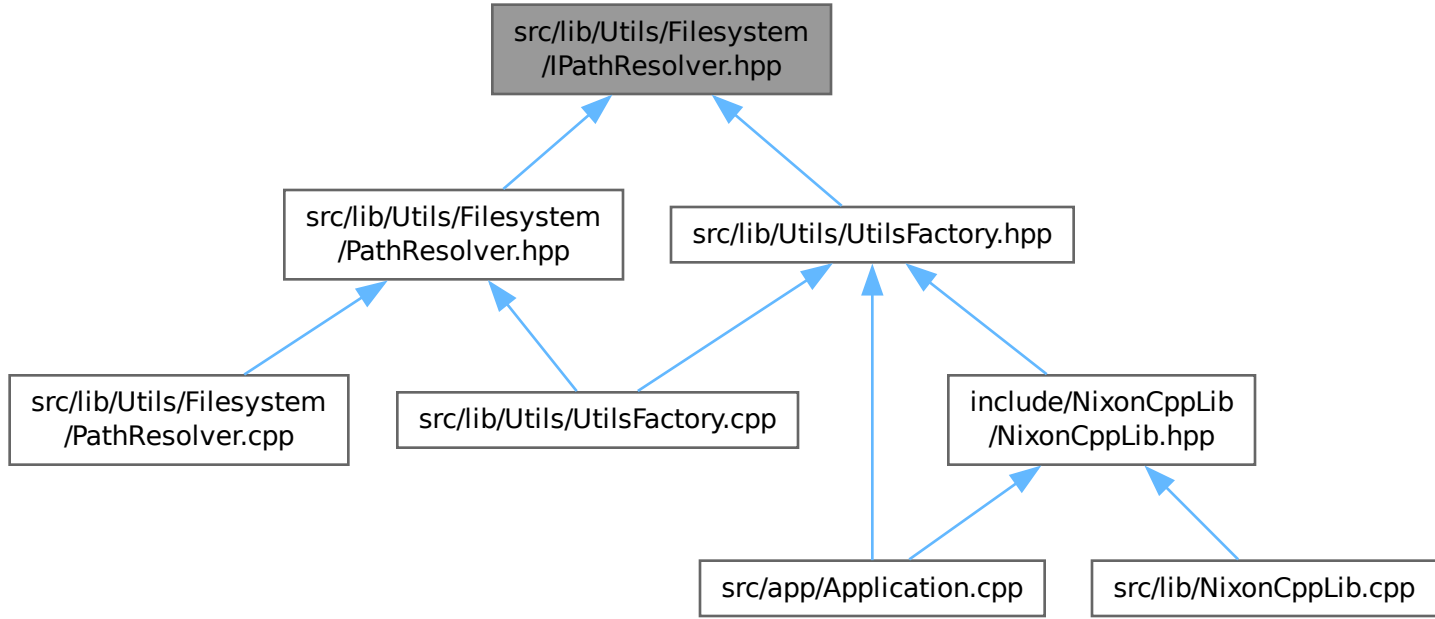 src/lib/Utils/Filesystem
/IPathResolver.hpp
src/lib/Utils/Filesystem
/PathResolver.hpp
src/lib/Utils/UtilsFactory.hpp
src/lib/Utils/Filesystem
/PathResolver.cpp
src/lib/Utils/UtilsFactory.cpp
include/NixonCppLib
/NixonCppLib.hpp
src/app/Application.cpp
src/lib/NixonCppLib.cpp